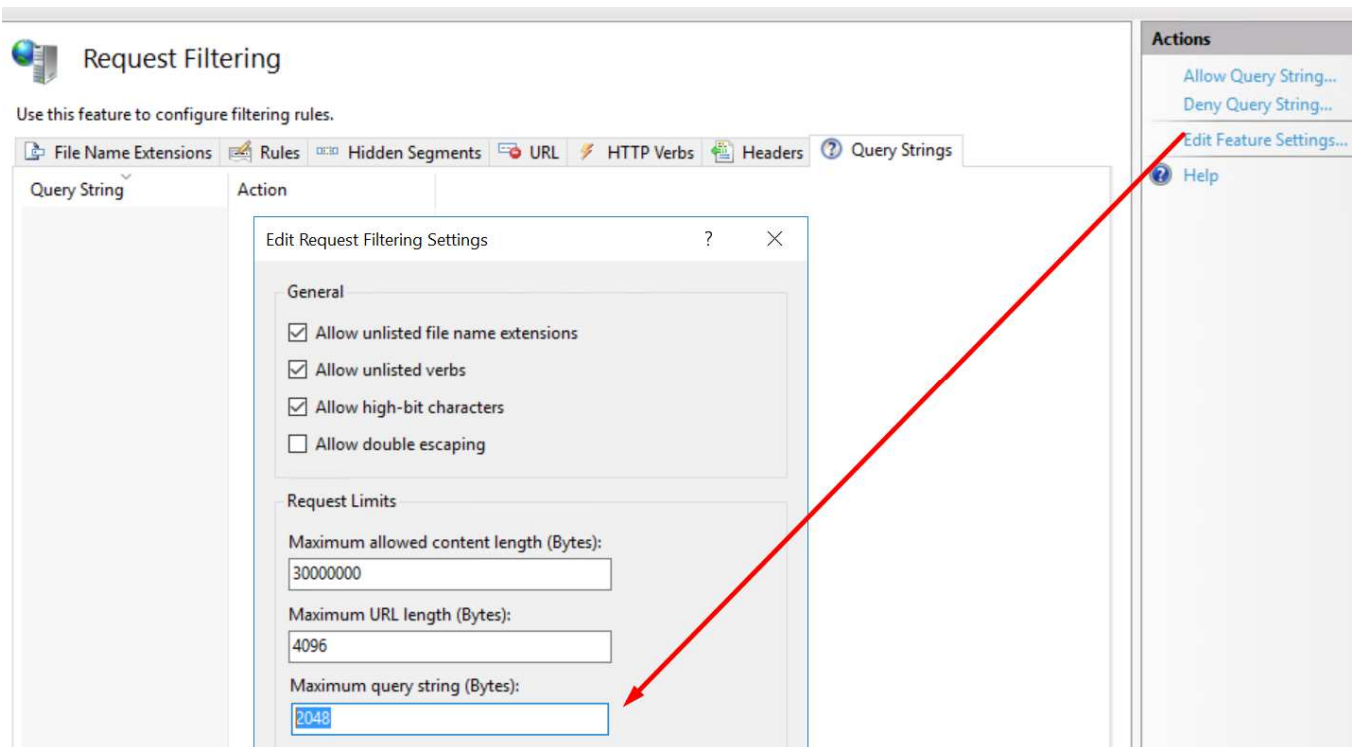 Request Filtering
Use this feature to configure filtering rules.
File Name Extensions Rules Hidden Segments URL HTTP Verbs Headers Query Strings
Query String Action
Edit Request Filtering Settings ?
General
Allow unlisted file name extensions
Allow unlisted verbs
Allow high-bit characters
Allow double escaping
Request Limits
Maximum allowed content length (Bytes):
30000000
Maximum URL length (Bytes):
4096
Maximum query string (Bytes):
2048
Actions
Allow Query String...
Deny Query String...
Edit Feature Settings...
Help